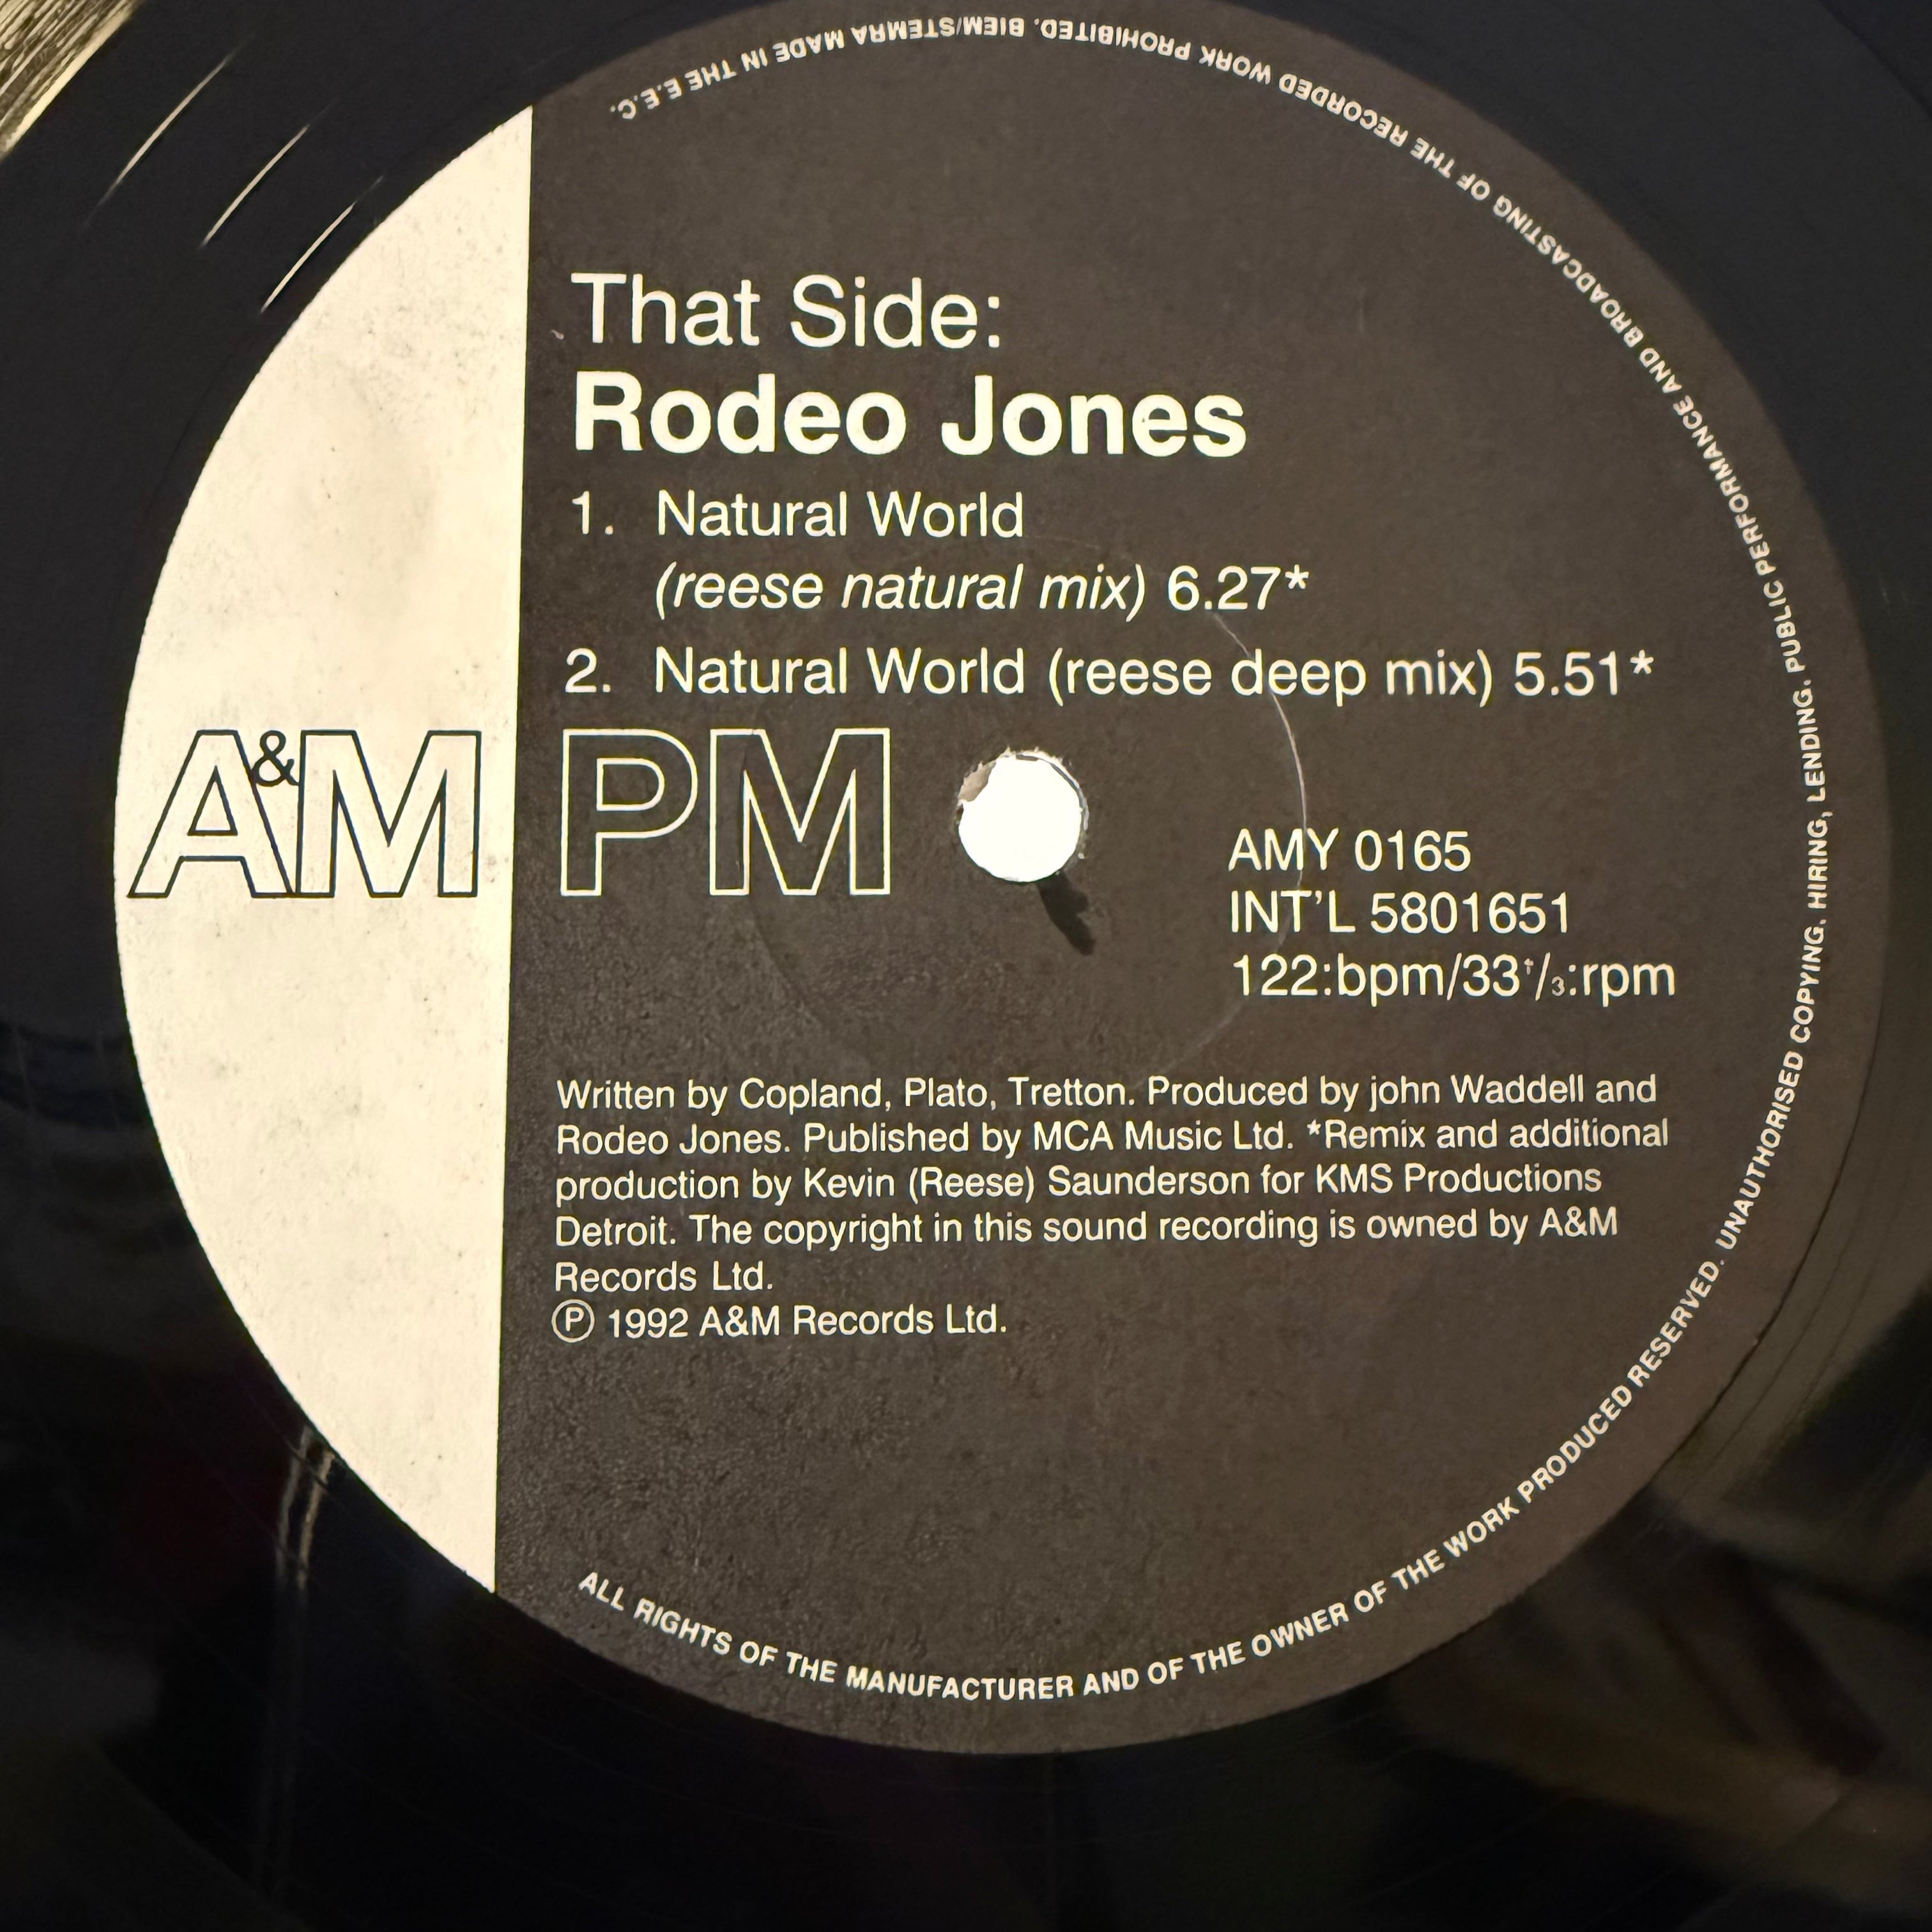 That Side:
Rodeo Jones
1. Natural World
(reese natural mix) 6.27*
2. Natural World (reese deep mix) 5.51*
A&M PM
AMY 0165
INT'L 5801651
122:bpm/33 1/3:rpm
Written by Copland, Plato, Tretton. Produced by john Waddell and
Rodeo Jones. Published by MCA Music Ltd. *Remix and additional
production by Kevin (Reese) Saunderson for KMS Productions
Detroit. The copyright in this sound recording is owned by A&M
Records Ltd.
Ⓟ 1992 A&M Records Ltd.
ALL RIGHTS OF THE MANUFACTURER AND OF THE OWNER OF THE WORK PRODUCED RESERVED. UNAUTHORISED COPYING. HIRING, LENDING. PUBLIC PERFORMANCE AND BROADCASTING OF THE RECORDED WORK PROHIBITED. BIEM/STEMRA MADE IN THE E.E.C.